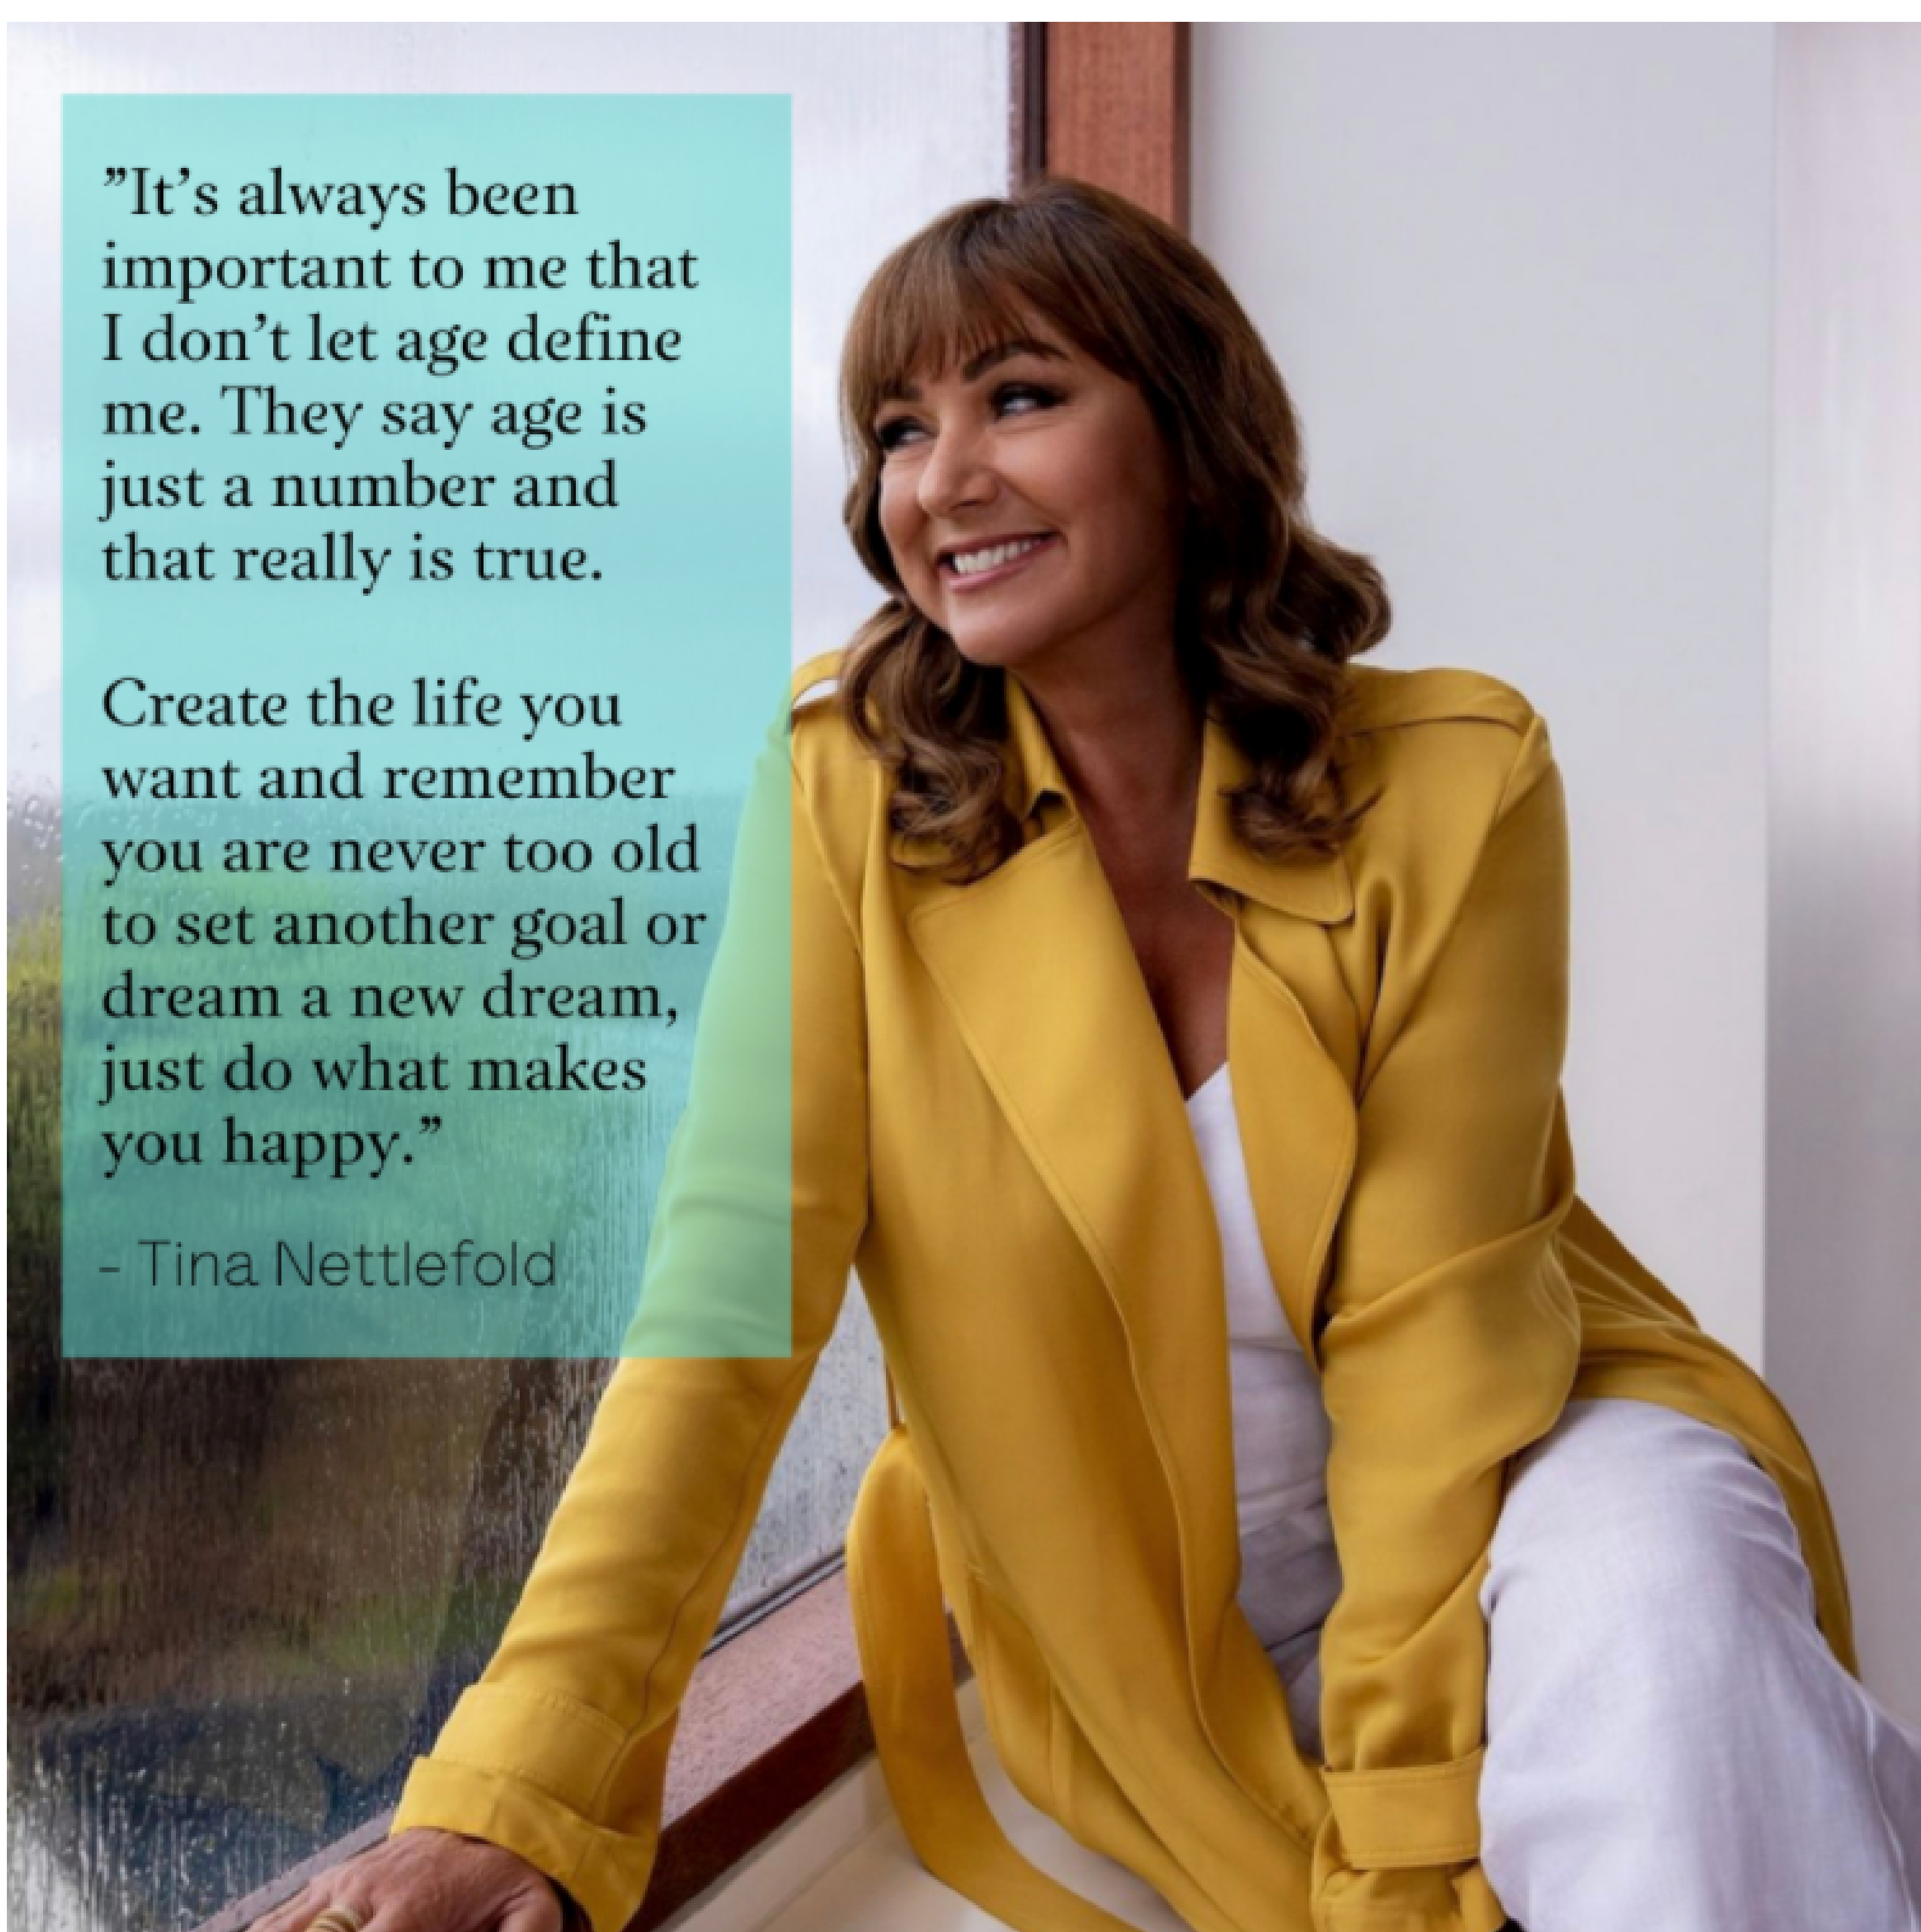 ”It’s always been
important to me that
I don’t let age define
me. They say age is
just a number and
that really is true.
Create the life you
want and remember
you are never too old
to set another goal or
dream a new dream,
just do what makes
you happy.”
- Tina Nettlefold